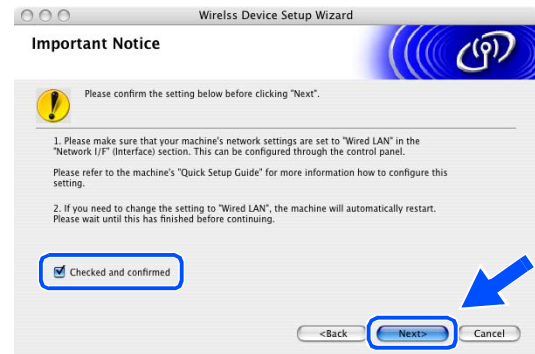 Wirelss Device Setup Wizard
Important Notice
Please confirm the setting below before clicking "Next".
1. Please make sure that your machine's network settings are set to "Wired LAN" in the
"Network I/F" (Interface) section. This can be configured through the control panel.
Please refer to the machine's "Quick Setup Guide" for more information how to configure this
setting.
2. If you need to change the setting to "Wired LAN", the machine will automatically restart.
Please wait until this has finished before continuing.
Checked and confirmed
<Back
Next>
Cancel